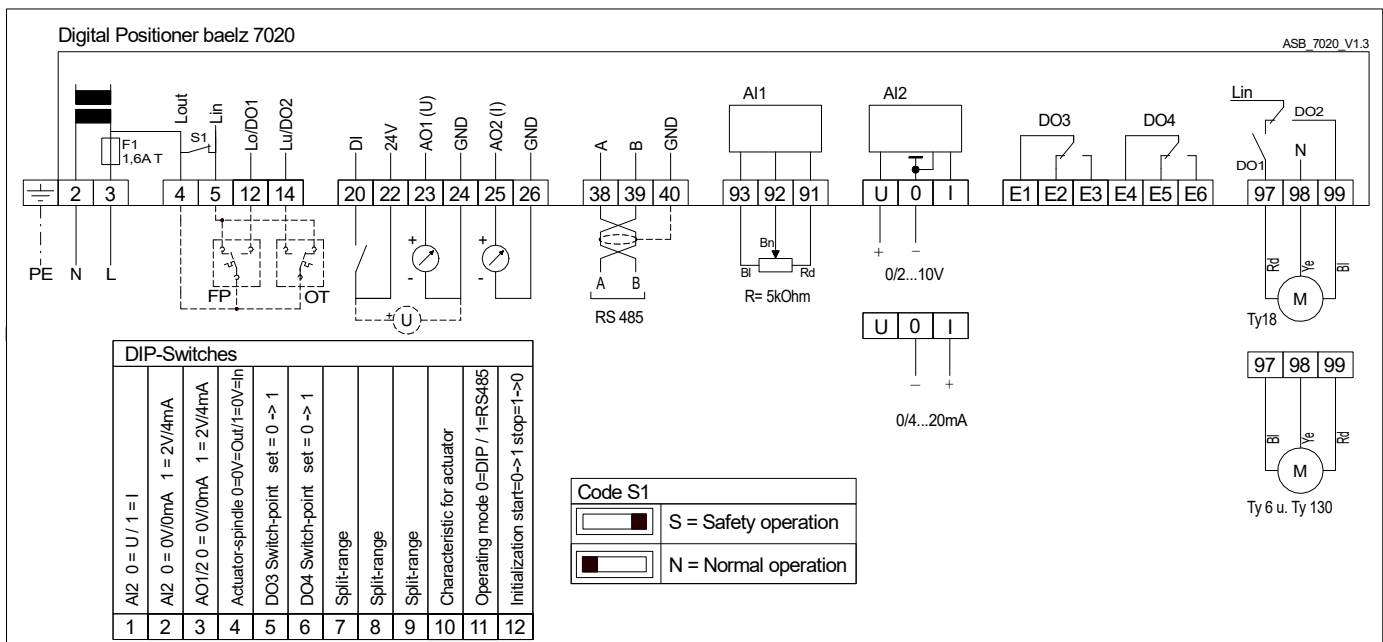 Digital Positioner baelz 7020
ASB_7020_V1.3
Lout
Lin
Lo/DO1
Lu/DO2
DI
24V
AO1 (U)
GND
AO2 (I)
GND
A
B
GND
AI1
AI2
DO3
DO4
Lin
DO2
DO1
N
F1
1,6A T
S1
2 3 4 5 12 14 20 22 23 24 25 26 38 39 40 93 92 91 U 0 I E1 E2 E3 E4 E5 E6 97 98 99
PE N L
FP OT
+ -
+ -
+ U
A B
RS 485
Bl Bn Rd
R= 5kOhm
+ −
0/2...10V
U 0 I
− +
0/4...20mA
Rd Ye Bl
M
Ty18
97 98 99
Bl Ye Rd
M
Ty 6 u. Ty 130
DIP-Switches
AI2 0 = U / 1 = I
AI2 0 = 0V/0mA 1 = 2V/4mA
AO1/2 0 = 0V/0mA 1 = 2V/4mA
Actuator-spindle 0=0V=Out/1=0V=In
DO3 Switch-point set = 0 -> 1
DO4 Switch-point set = 0 -> 1
Split-range
Split-range
Split-range
Characteristic for actuator
Operating mode 0=DIP / 1=RS485
Initialization start=0->1 stop=1->0
1 2 3 4 5 6 7 8 9 10 11 12
Code S1
S = Safety operation
N = Normal operation